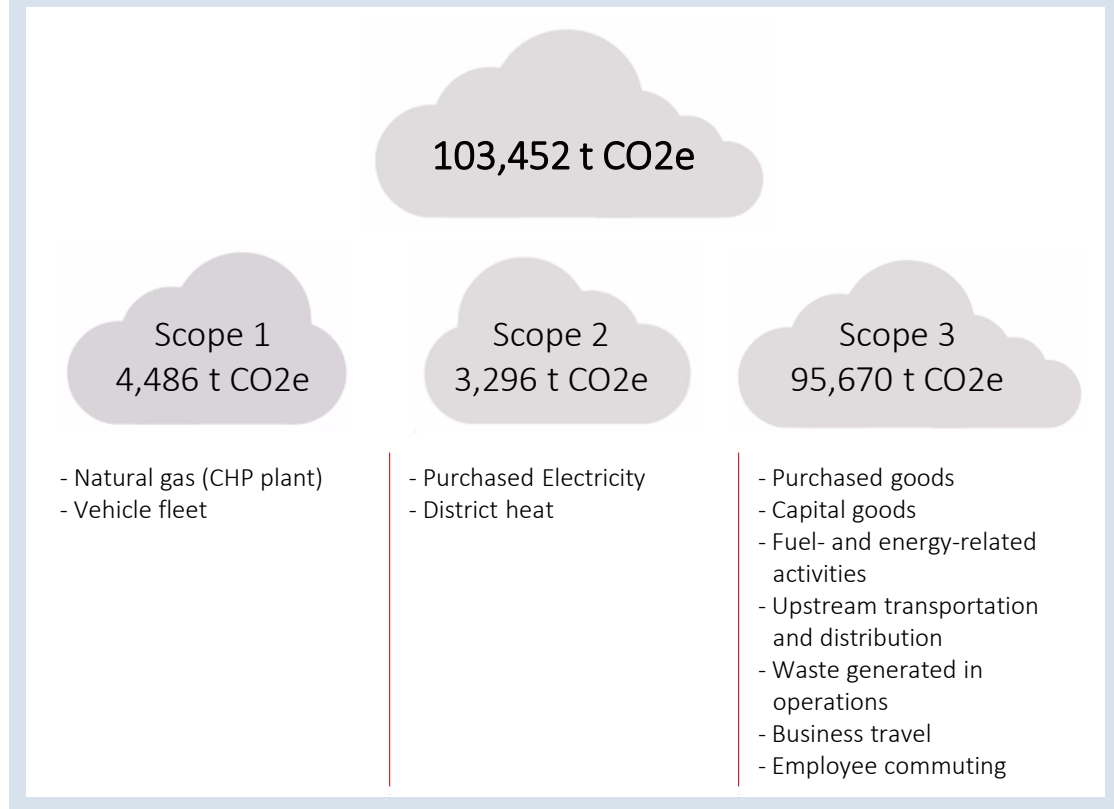 103,452 t CO2e
Scope 1
4,486 t CO2e
Scope 2
3,296 t CO2e
Scope 3
95,670 t CO2e
- Natural gas (CHP plant)
- Vehicle fleet
- Purchased Electricity
- District heat
- Purchased goods
- Capital goods
- Fuel- and energy-related
activities
- Upstream transportation
and distribution
- Waste generated in
operations
- Business travel
- Employee commuting